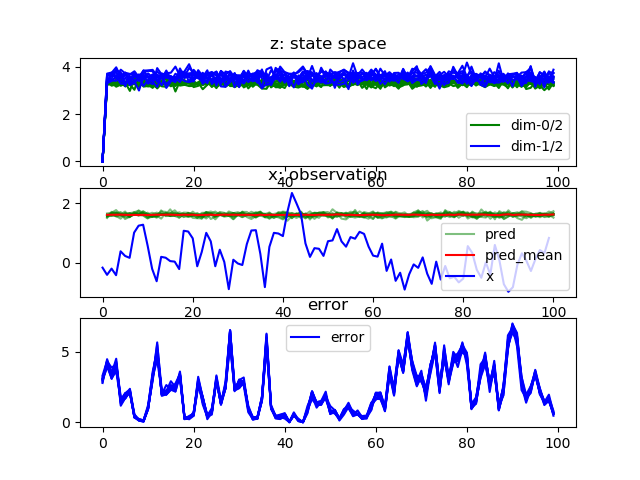 z: state space
4
2
0
dim-0/2
dim-1/2
0 20 40 60 80 100
x: observation
2
0
pred
pred_mean
x
0 20 40 60 80 100
error
5
0
error
0 20 40 60 80 100